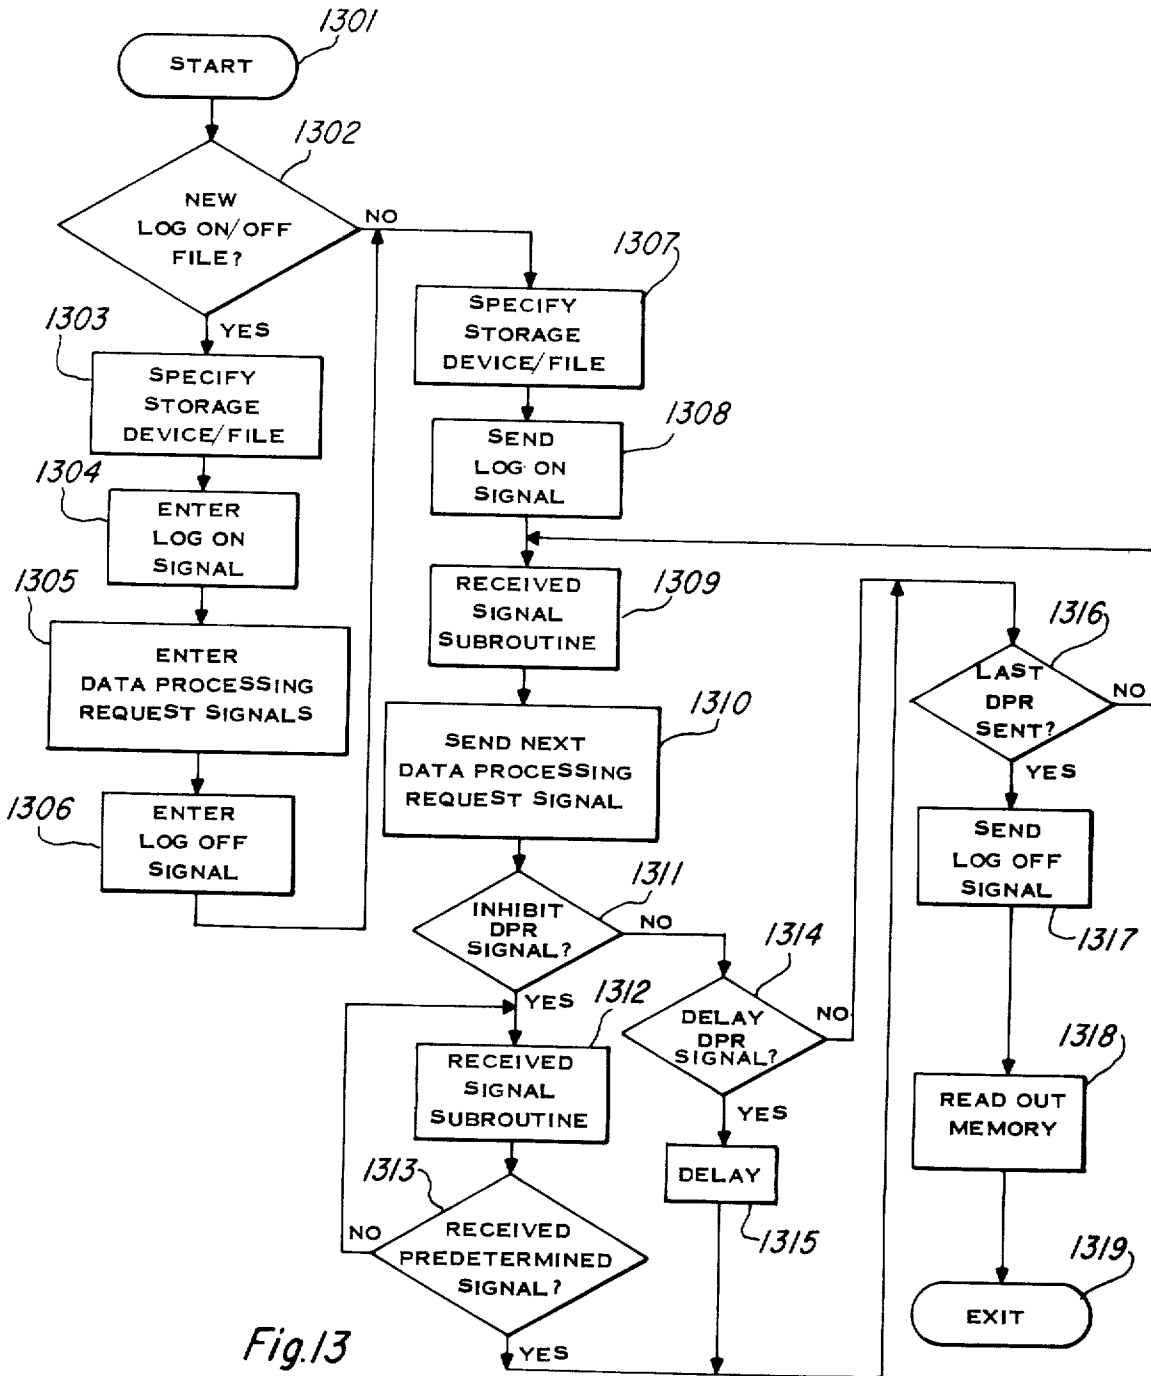 1301
START
1302
NEW
LOG ON/OFF
FILE?
NO
YES
1303
SPECIFY
STORAGE
DEVICE/FILE
1304
ENTER
LOG ON
SIGNAL
1305
ENTER
DATA PROCESSING
REQUEST SIGNALS
1306
ENTER
LOG OFF
SIGNAL
1307
SPECIFY
STORAGE
DEVICE/FILE
1308
SEND
LOG ON
SIGNAL
1309
RECEIVED
SIGNAL
SUBROUTINE
1310
SEND NEXT
DATA PROCESSING
REQUEST SIGNAL
1311
INHIBIT
DPR
SIGNAL?
NO
YES
1312
RECEIVED
SIGNAL
SUBROUTINE
1313
RECEIVED
PREDETERMINED
SIGNAL?
NO
YES
1314
DELAY
DPR
SIGNAL?
NO
YES
DELAY
1315
1316
LAST
DPR
SENT?
NO
YES
SEND
LOG OFF
SIGNAL
1317
1318
READ OUT
MEMORY
1319
EXIT
Fig.13